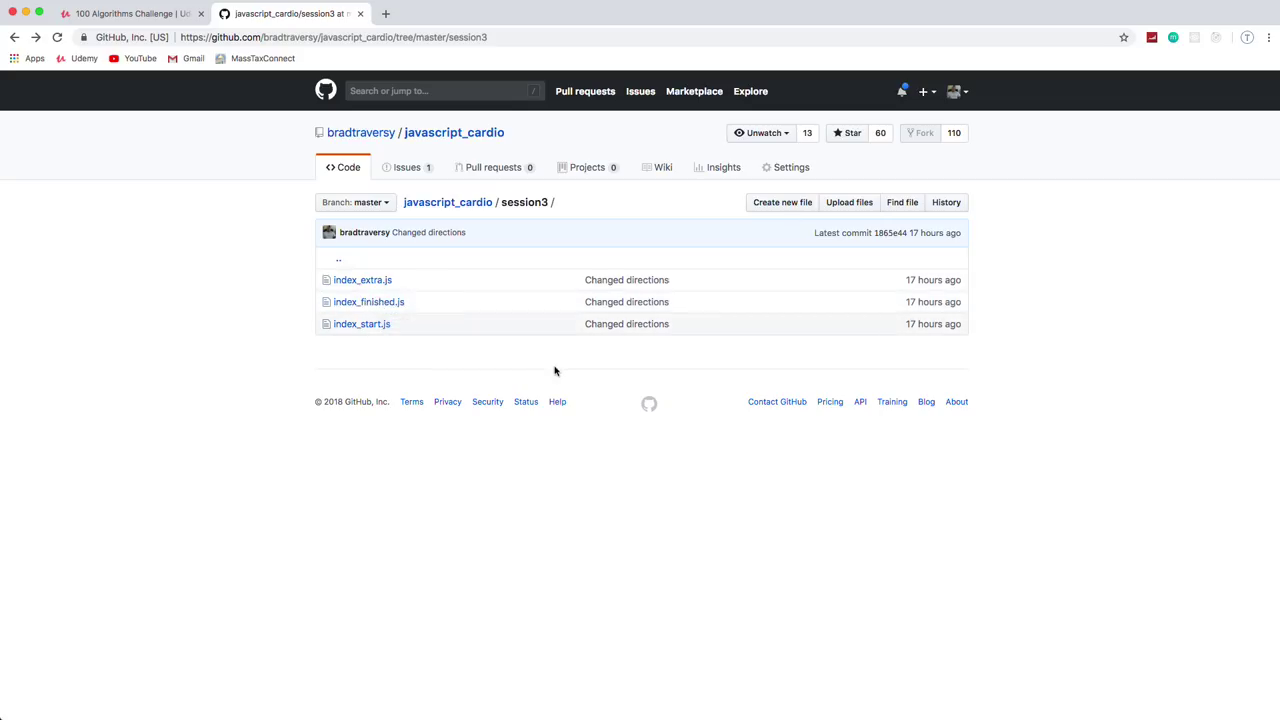 100 Algorithms Challenge | Ud
javascript_cardio/session3 at m
GitHub, Inc. [US] | https://github.com/bradtraversy/javascript_cardio/tree/master/session3
Apps Udemy YouTube Gmail MassTaxConnect
Search or jump to... / Pull requests Issues Marketplace Explore
bradtraversy / javascript_cardio Unwatch 13 Star 60 Fork 110
<> Code Issues 1 Pull requests 0 Projects 0 Wiki Insights Settings
Branch: master javascript_cardio / session3 / Create new file Upload files Find file History
bradtraversy Changed directions Latest commit 1865e44 17 hours ago
..
index_extra.js Changed directions 17 hours ago
index_finished.js Changed directions 17 hours ago
index_start.js Changed directions 17 hours ago
© 2018 GitHub, Inc. Terms Privacy Security Status Help Contact GitHub Pricing API Training Blog About